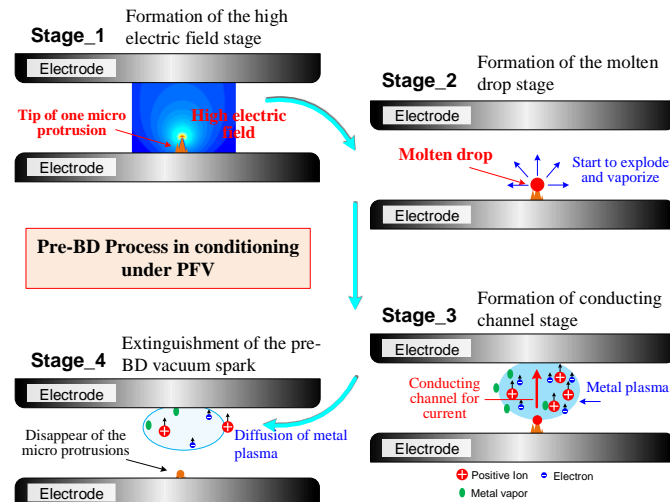 Stage_1
Formation of the high
electric field stage
Electrode
Tip of one micro
protrusion
High electric
field
Electrode
Stage_2
Formation of the molten
drop stage
Electrode
Molten drop
Start to explode
and vaporize
Electrode
Pre-BD Process in conditioning
under PFV
Stage_3
Formation of conducting
channel stage
Electrode
Conducting
channel for
current
Metal plasma
Electrode
Positive Ion
Electron
Metal vapor
Stage_4
Extinguishment of the pre-
BD vacuum spark
Electrode
Disappear of the
micro protrusions
Diffusion of metal
plasma
Electrode